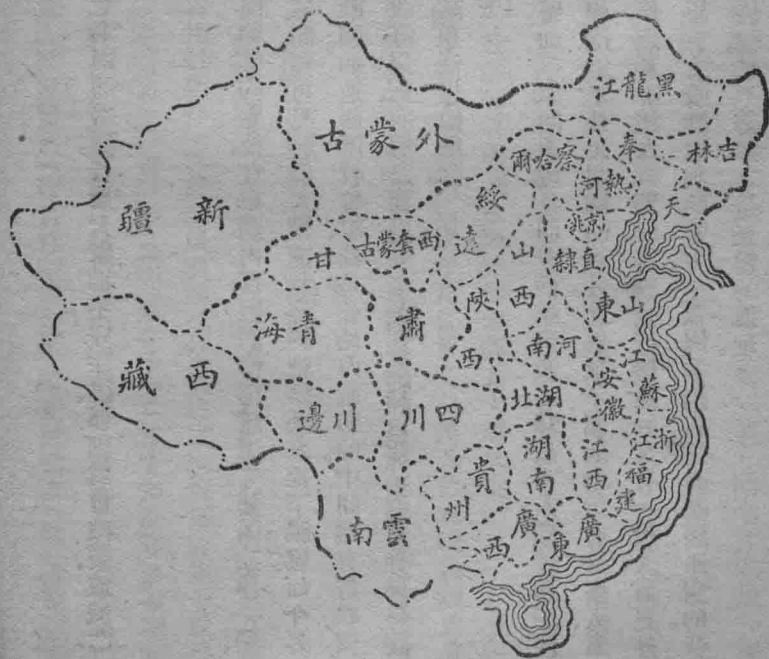 黑龍江
吉林
奉天
外蒙古
察哈爾
熱河
綏遠
新疆
京兆
直隸
西套蒙古
甘肅
山西
陝西
山東
青海
河南
西藏
江蘇
安徽
湖北
四川
川邊
浙江
江西
湖南
福建
貴州
雲南
廣東
廣西